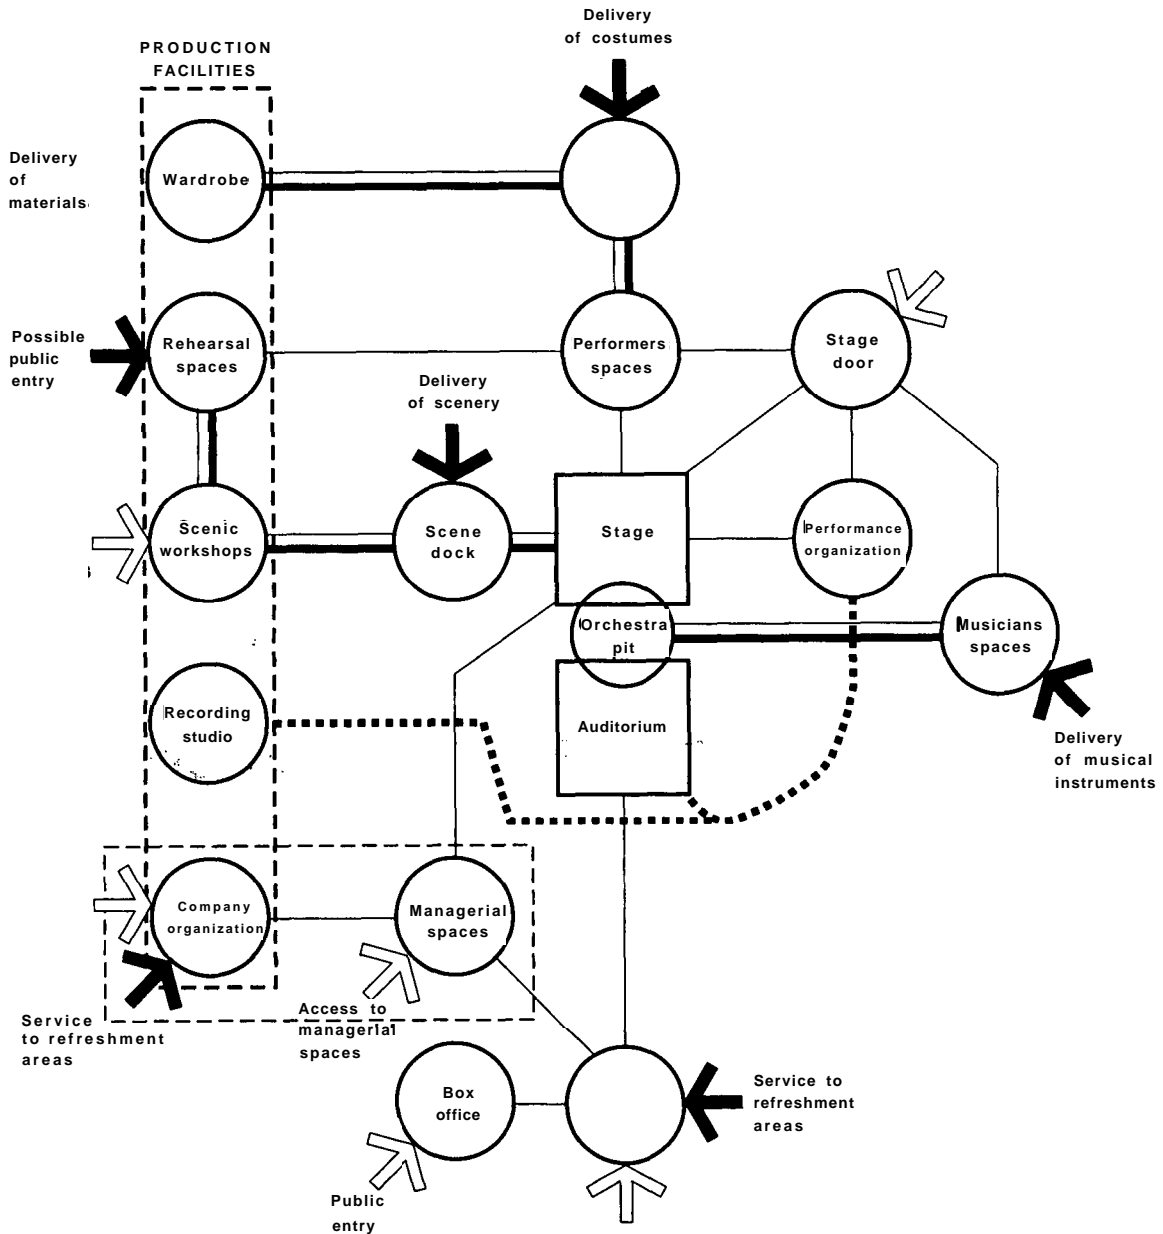 Delivery
of costumes
PRODUCTION
FACILITIES
Delivery
of
materials
Wardrobe
Possible
public
entry
Rehearsal
spaces
Performers
spaces
Stage
door
Delivery
of scenery
Scenic
workshops
Scene
dock
Stage
Performance
organization
Orchestra
pit
Musicians
spaces
Recording
studio
Auditorium
Delivery
of musical
instruments
Company
organization
Managerial
spaces
Service
to refreshment
areas
Access to
managerial
spaces
Box
office
Service to
refreshment
areas
Public
entry